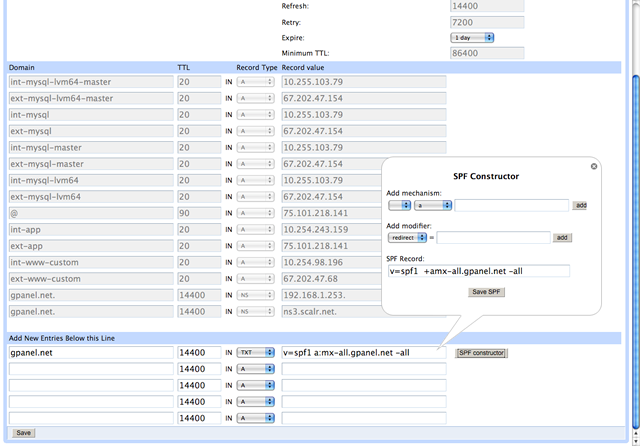 Refresh: 14400
Retry: 7200
Expire: 1 day
Minimum TTL: 86400
Domain TTL Record Type Record value
int-mysql-lvm64-master 20 IN A 10.255.103.79
ext-mysql-lvm64-master 20 IN A 67.202.47.154
int-mysql 20 IN A 10.255.103.79
ext-mysql 20 IN A 67.202.47.154
int-mysql-master 20 IN A 10.255.103.79
ext-mysql-master 20 IN A 67.202.47.154
int-mysql-lvm64 20 IN A 10.255.103.79
ext-mysql-lvm64 20 IN A 67.202.47.154
@ 90 IN A 75.101.218.141
int-app 20 IN A 10.254.243.159
ext-app 20 IN A 75.101.218.141
int-www-custom 20 IN A 10.254.98.196
ext-www-custom 20 IN A 67.202.47.68
gpanel.net. 14400 IN NS 192.168.1.253.
gpanel.net. 14400 IN NS ns3.scalr.net.
SPF Constructor
Add mechanism:
a add
Add modifier:
redirect = add
SPF Record:
v=spf1 +amx-all.gpanel.net -all
Save SPF
Add New Entries Below this Line
gpanel.net 14400 IN TXT v=spf1 a:mx-all.gpanel.net -all SPF constructor
14400 IN A
14400 IN A
14400 IN A
14400 IN A
Save